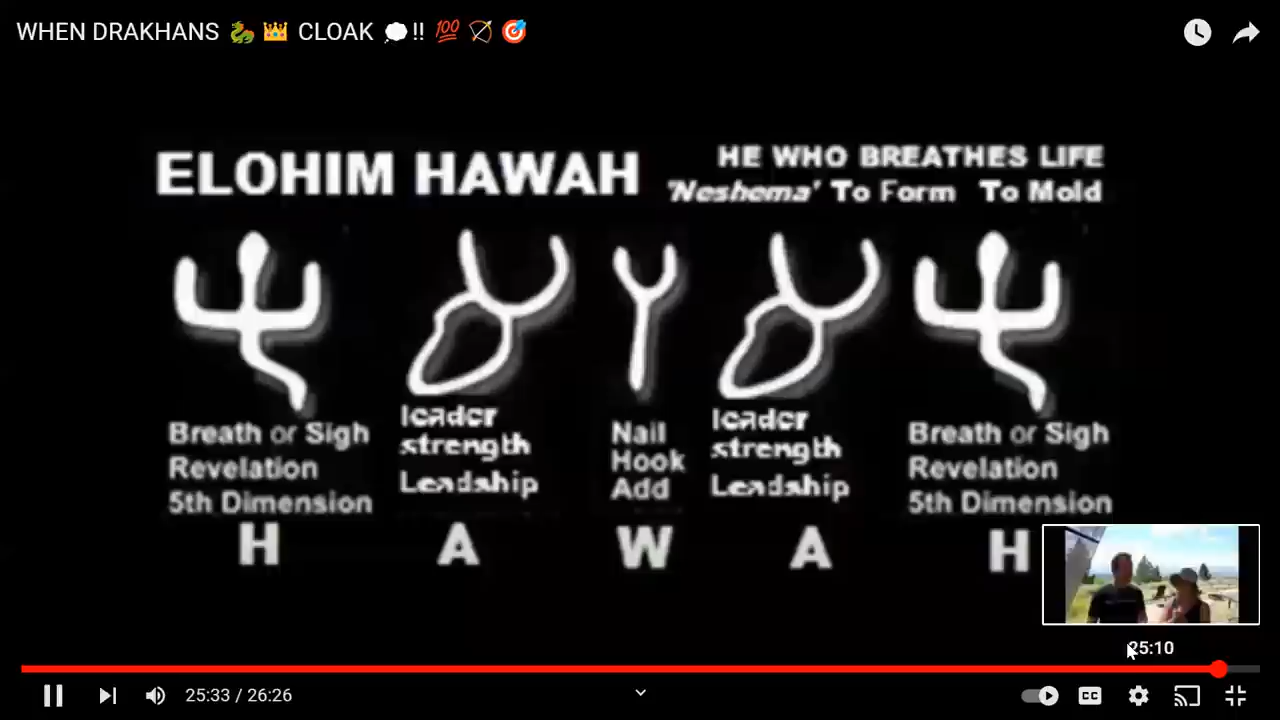 WHEN DRAKHANS 🐉 👑 CLOAK 💭 !! 💯 🏹 🎯
ELOHIM HAWAH
HE WHO BREATHES LIFE
'Neshema' To Form To Mold
Breath or Sigh
Revelation
5th Dimension
leader
strength
Leadship
Nail
Hook
Add
leader
strength
Leadship
Breath or Sigh
Revelation
5th Dimension
H A W A H
25:10
25:33 / 26:26
CC